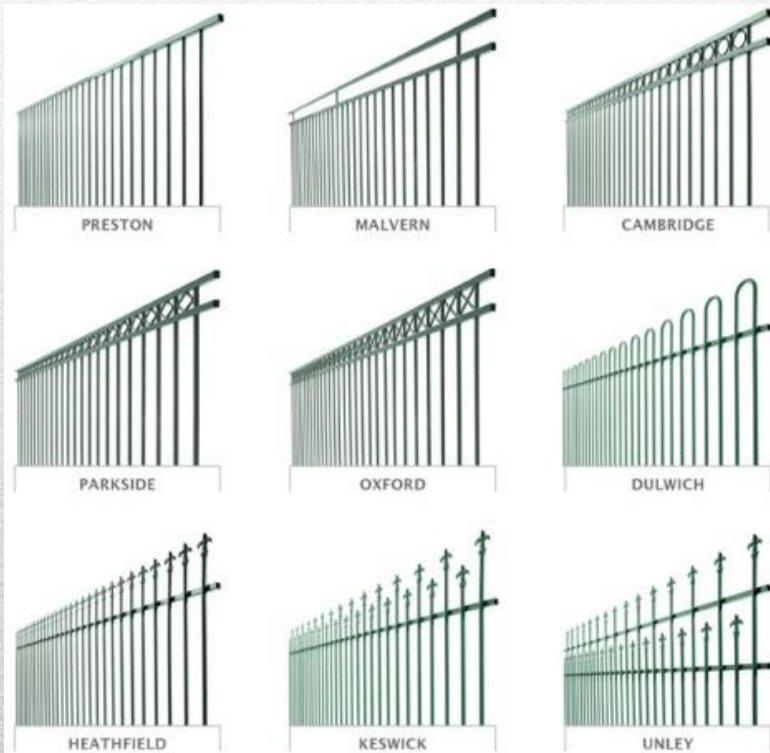 PRESTON
MALVERN
CAMBRIDGE
PARKSIDE
OXFORD
DULWICH
HEATHFIELD
KESWICK
UNLEY